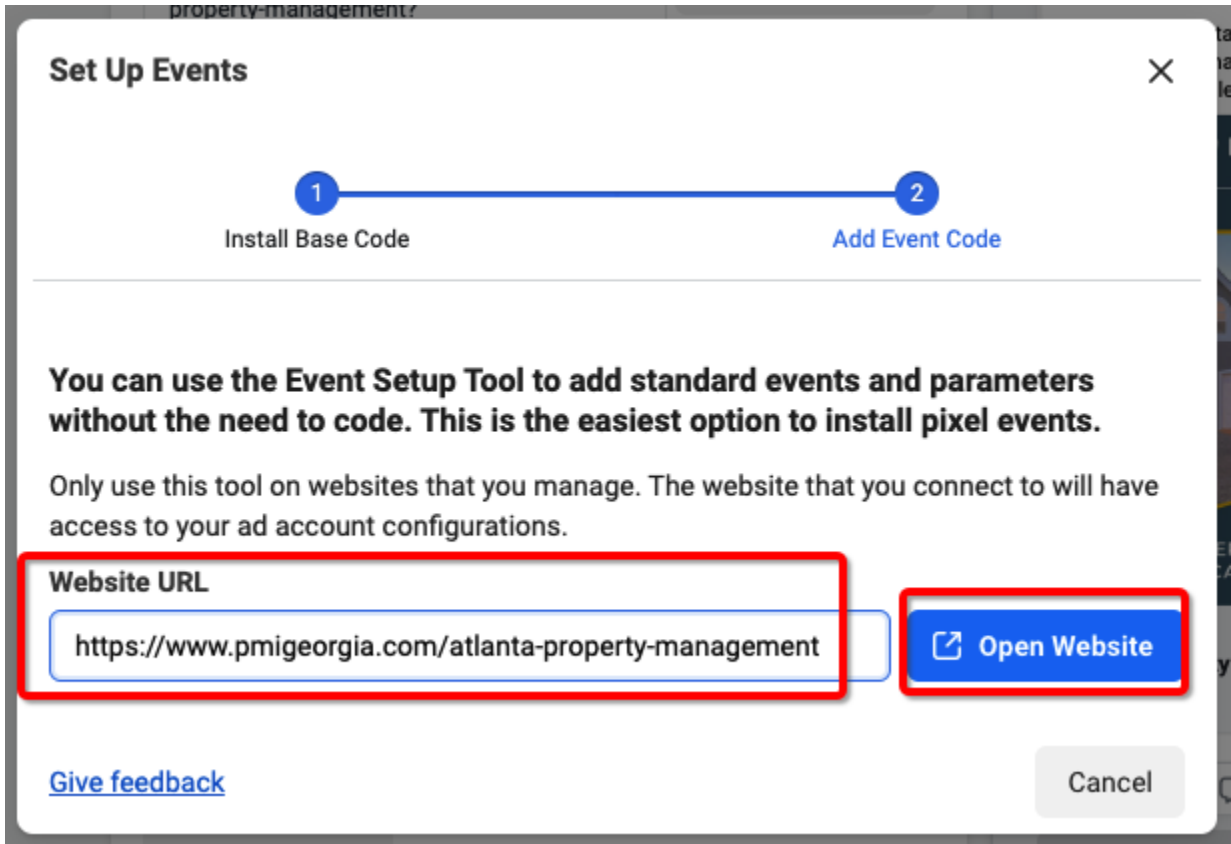 property-management?
Set Up Events
1
2
Install Base Code
Add Event Code
You can use the Event Setup Tool to add standard events and parameters
without the need to code. This is the easiest option to install pixel events.
Only use this tool on websites that you manage. The website that you connect to will have
access to your ad account configurations.
Website URL
https://www.pmigeorgia.com/atlanta-property-management
Open Website
Give feedback
Cancel